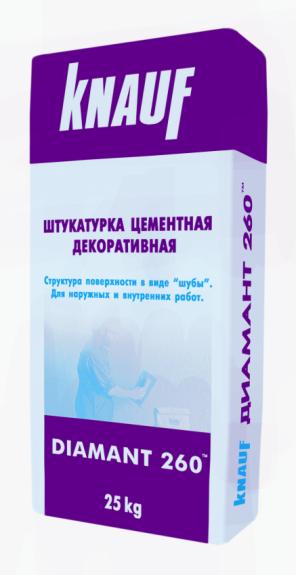 KNAUF
ШТУКАТУРКА ЦЕМЕНТНАЯ
ДЕКОРАТИВНАЯ
Структура поверхности в виде “шубы”.
Для наружных и внутренних работ.
DIAMANT 260™
25 kg
KNAUF ДИАМАНТ 260™